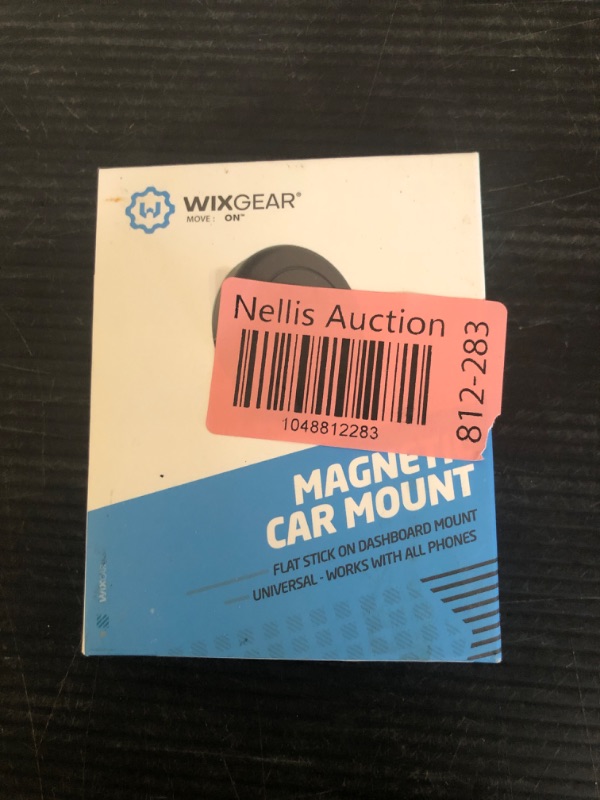 WIXGEAR®
MOVE: ON™
Nellis Auction
1048812283
812-283
CAR MOUNT
FLAT STICK ON DASHBOARD MOUNT
UNIVERSAL - WORKS WITH ALL PHONES